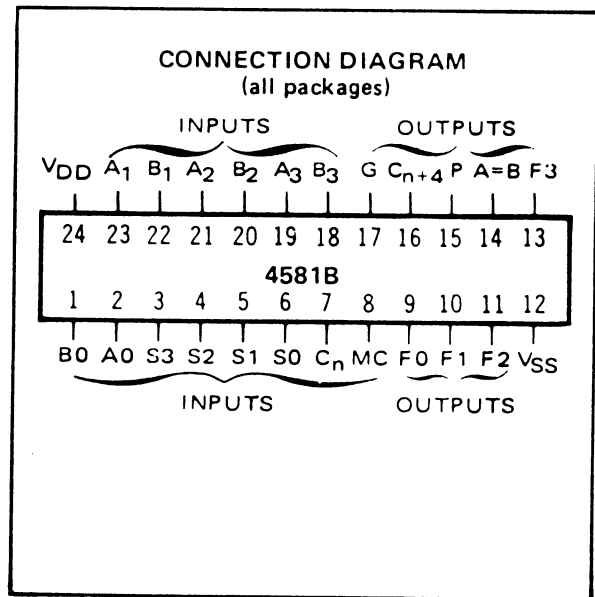 CONNECTION DIAGRAM
(all packages)
INPUTS OUTPUTS
VDD A1 B1 A2 B2 A3 B3 G Cn+4 P A=B F3
24 23 22 21 20 19 18 17 16 15 14 13
4581B
1 2 3 4 5 6 7 8 9 10 11 12
B0 A0 S3 S2 S1 S0 Cn MC F0 F1 F2 VSS
INPUTS OUTPUTS